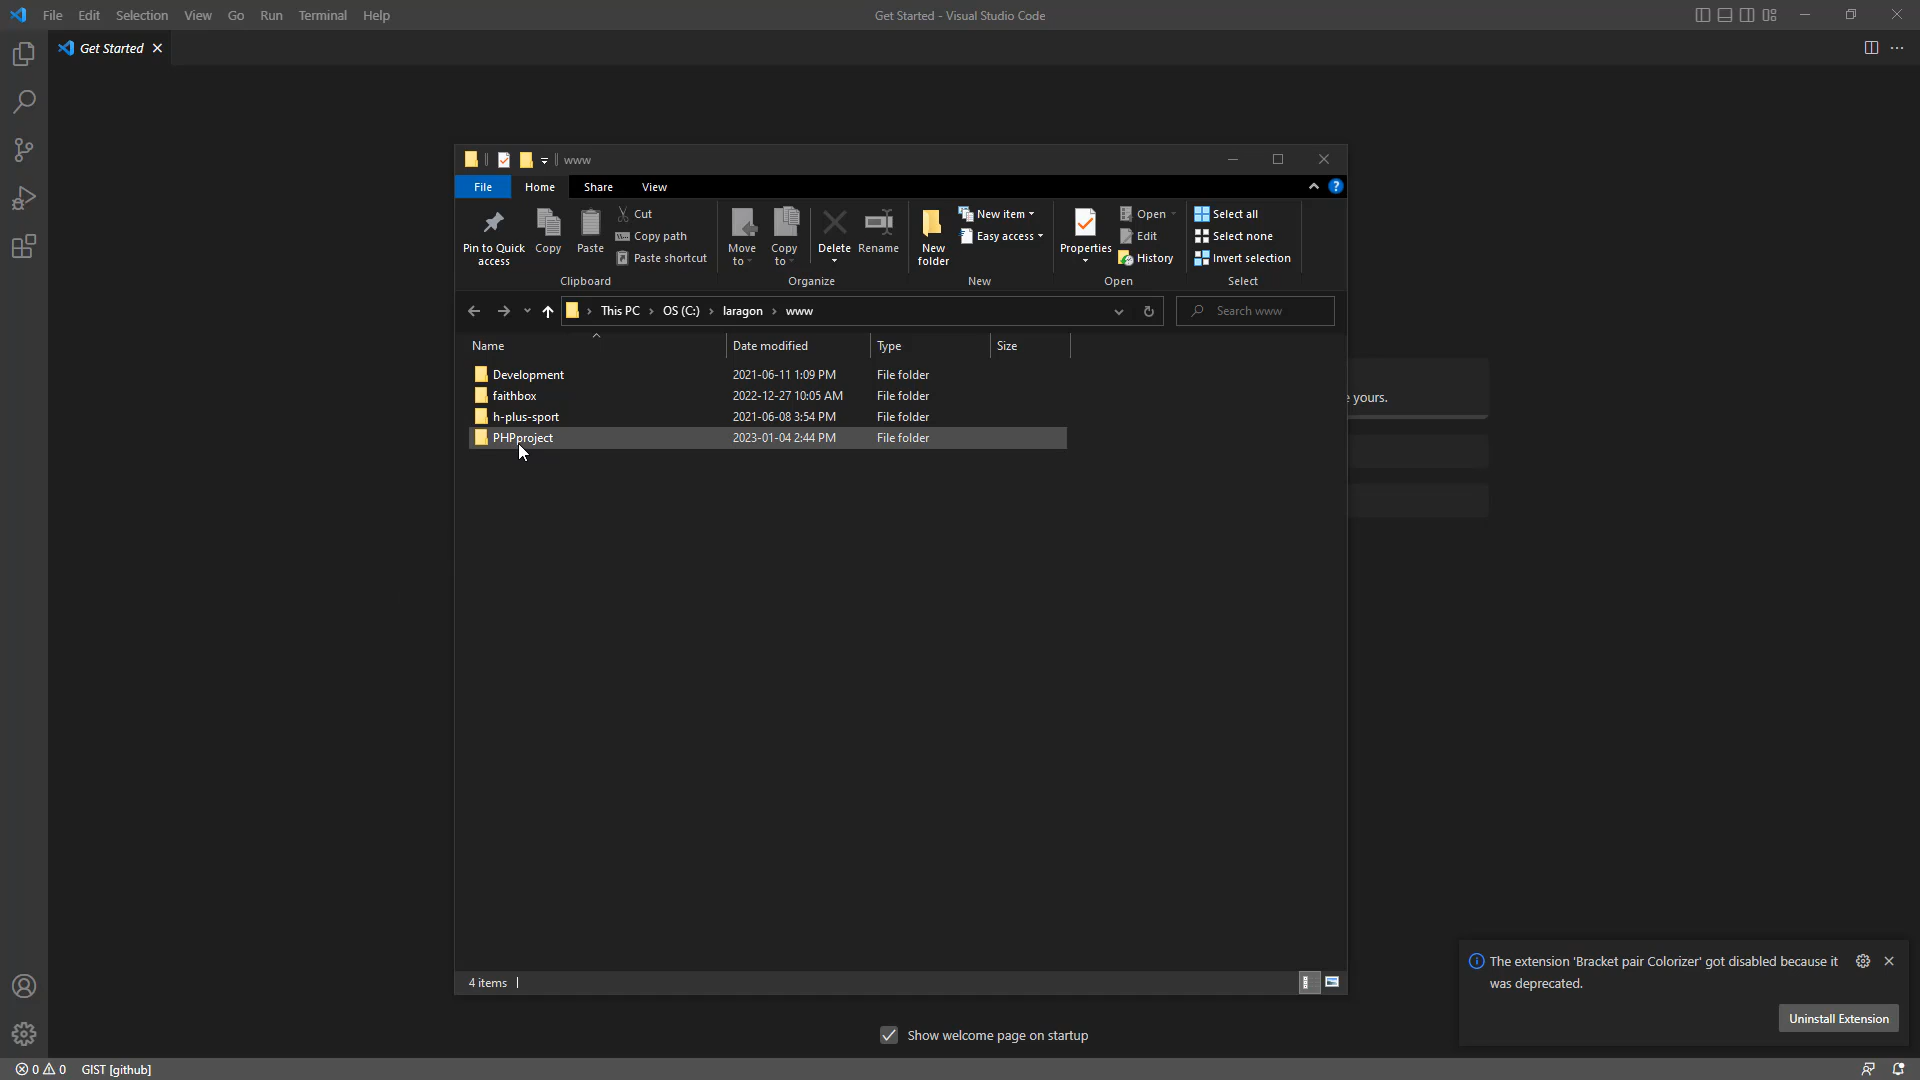 File Edit Selection View Go Run Terminal Help
Get Started - Visual Studio Code
Get Started
www
File Home Share View
Pin to Quick access
Copy
Paste
Cut
Copy path
Paste shortcut
Clipboard
Move to
Copy to
Delete
Rename
Organize
New folder
New item
Easy access
New
Properties
Open
Edit
History
Open
Select all
Select none
Invert selection
Select
This PC › OS (C:) › laragon › www
Search www
Name Date modified Type Size
Development 2021-06-11 1:09 PM File folder
faithbox 2022-12-27 10:05 AM File folder
h-plus-sport 2021-06-08 3:54 PM File folder
PHPproject 2023-01-04 2:44 PM File folder
e yours.
4 items
The extension 'Bracket pair Colorizer' got disabled because it
was deprecated.
Uninstall Extension
Show welcome page on startup
0 0 GIST [github]